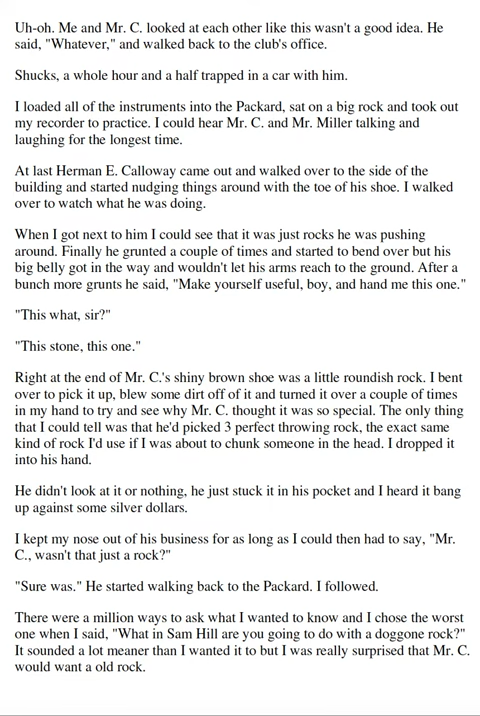 Uh-oh. Me and Mr. C. looked at each other like this wasn't a good idea. He
said, "Whatever," and walked back to the club's office.
Shucks, a whole hour and a half trapped in a car with him.
I loaded all of the instruments into the Packard, sat on a big rock and took out
my recorder to practice. I could hear Mr. C. and Mr. Miller talking and
laughing for the longest time.
At last Herman E. Calloway came out and walked over to the side of the
building and started nudging things around with the toe of his shoe. I walked
over to watch what he was doing.
When I got next to him I could see that it was just rocks he was pushing
around. Finally he grunted a couple of times and started to bend over but his
big belly got in the way and wouldn't let his arms reach to the ground. After a
bunch more grunts he said, "Make yourself useful, boy, and hand me this one."
"This what, sir?"
"This stone, this one."
Right at the end of Mr. C.'s shiny brown shoe was a little roundish rock. I bent
over to pick it up, blew some dirt off of it and turned it over a couple of times
in my hand to try and see why Mr. C. thought it was so special. The only thing
that I could tell was that he'd picked 3 perfect throwing rock, the exact same
kind of rock I'd use if I was about to chunk someone in the head. I dropped it
into his hand.
He didn't look at it or nothing, he just stuck it in his pocket and I heard it bang
up against some silver dollars.
I kept my nose out of his business for as long as I could then had to say, "Mr.
C., wasn't that just a rock?"
"Sure was." He started walking back to the Packard. I followed.
There were a million ways to ask what I wanted to know and I chose the worst
one when I said, "What in Sam Hill are you going to do with a doggone rock?"
It sounded a lot meaner than I wanted it to but I was really surprised that Mr. C.
would want a old rock.